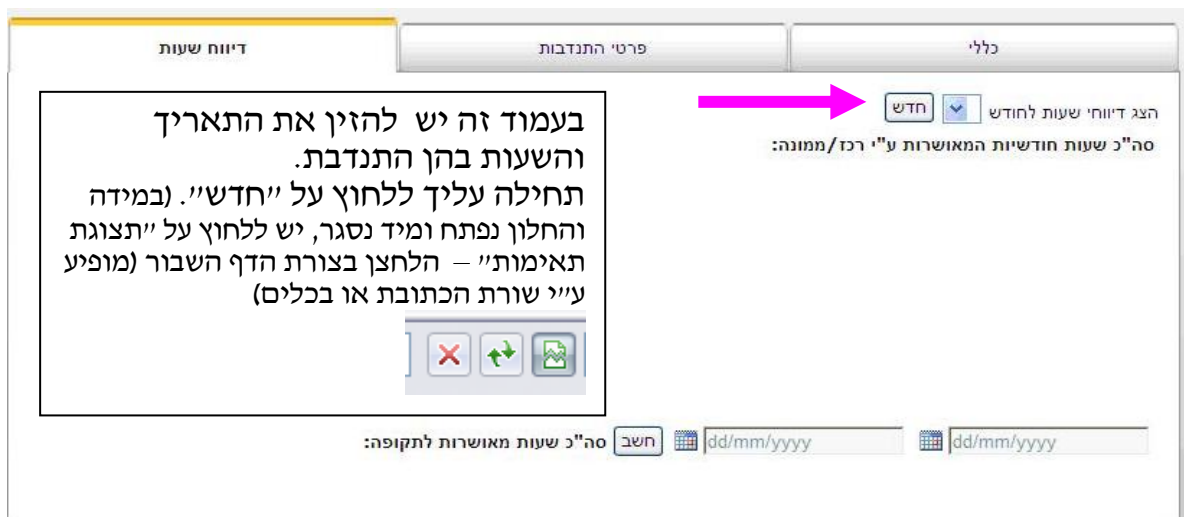 כללי
פרטי התנדבות
דיווח שעות
הצג דיווחי שעות לחודש חדש
סה"כ שעות חודשיות המאושרות ע"י רכז/ממונה:
בעמוד זה יש להזין את התאריך
והשעות בהן התנדבת.
תחילה עליך ללחוץ על "חדש". (במידה
והחלון נפתח ומיד נסגר, יש ללחוץ על "תצוגת
תאימות" – הלחצן בצורת הדף השבור (מופיע
ע"י שורת הכתובת או בכלים)
dd/mm/yyyy dd/mm/yyyy חשב סה"כ שעות מאושרות לתקופה: